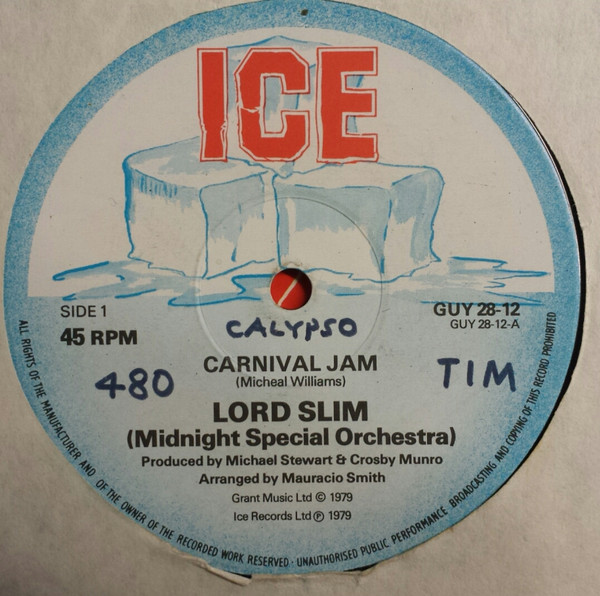 ICE
SIDE 1
45 RPM
GUY 28-12
GUY 28-12-A
CALYPSO
CARNIVAL JAM
(Micheal Williams)
480
TIM
LORD SLIM
(Midnight Special Orchestra)
Produced by Michael Stewart & Crosby Munro
Arranged by Mauracio Smith
Grant Music Ltd © 1979
Ice Records Ltd ℗ 1979
ALL RIGHTS OF THE MANUFACTURER AND OF THE OWNER OF THE RECORDED WORK RESERVED · UNAUTHORISED PUBLIC PERFORMANCE BROADCASTING AND COPYING OF THIS RECORD PROHIBITED